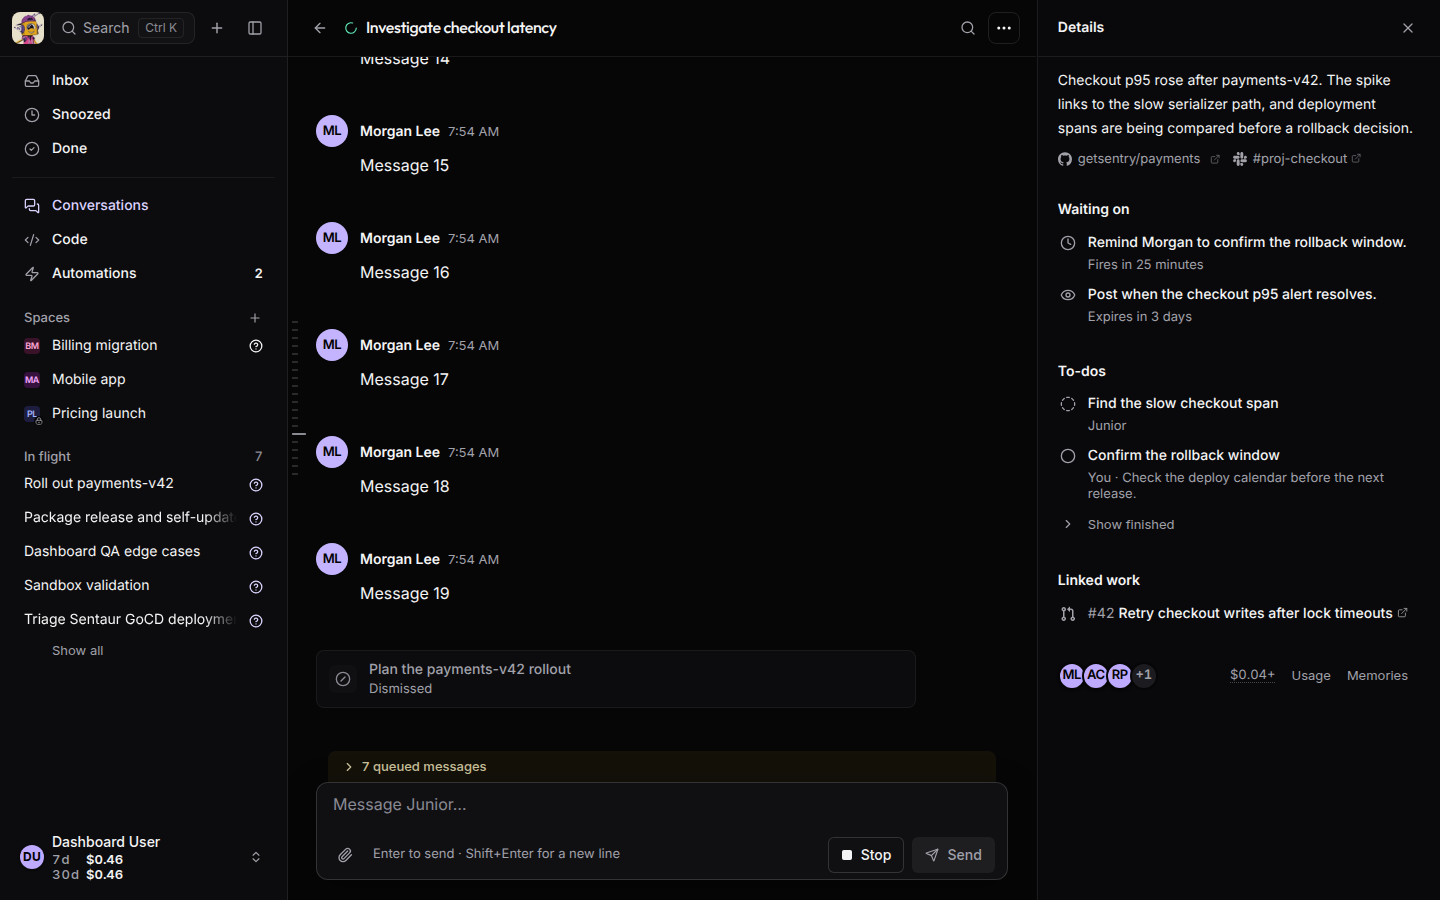 Search Ctrl K
Inbox
Snoozed
Done
Conversations
Code
Automations 2
Spaces
BM Billing migration
MA Mobile app
PL Pricing launch
In flight 7
Roll out payments-v42
Package release and self-updat
Dashboard QA edge cases
Sandbox validation
Triage Sentaur GoCD deployme
Show all
DU Dashboard User
7d $0.46
30d $0.46
Investigate checkout latency
Message 14
ML Morgan Lee 7:54 AM
Message 15
ML Morgan Lee 7:54 AM
Message 16
ML Morgan Lee 7:54 AM
Message 17
ML Morgan Lee 7:54 AM
Message 18
ML Morgan Lee 7:54 AM
Message 19
Plan the payments-v42 rollout
Dismissed
7 queued messages
Message Junior...
Enter to send · Shift+Enter for a new line
Stop
Send
Details
Checkout p95 rose after payments-v42. The spike
links to the slow serializer path, and deployment
spans are being compared before a rollback decision.
getsentry/payments #proj-checkout
Waiting on
Remind Morgan to confirm the rollback window.
Fires in 25 minutes
Post when the checkout p95 alert resolves.
Expires in 3 days
To-dos
Find the slow checkout span
Junior
Confirm the rollback window
You · Check the deploy calendar before the next
release.
Show finished
Linked work
#42 Retry checkout writes after lock timeouts
ML AC RP +1 $0.04+ Usage Memories